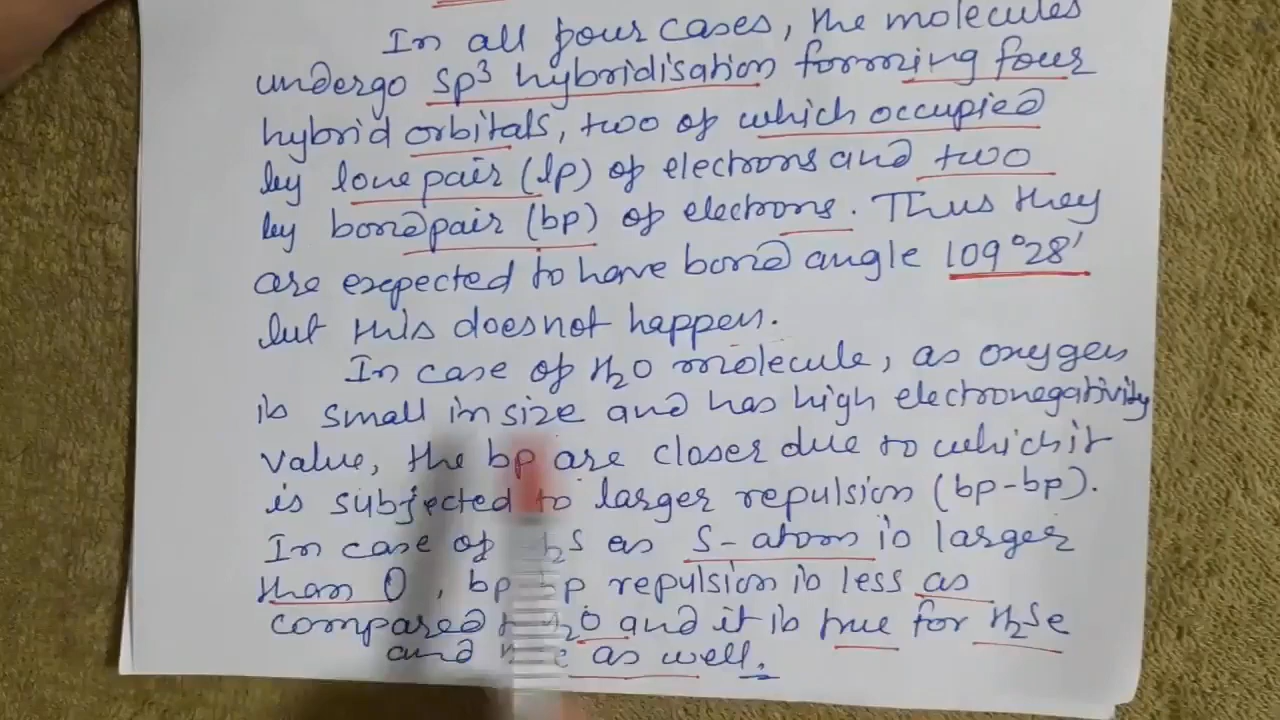 In all four cases, the molecules
undergo sp³ hybridisation forming four
hybrid orbitals, two of which occupied
by lone pair (lp) of electrons and two
by bond pair (bp) of electrons. Thus they
are expected to have bond angle 109°28'
but this does not happen.
In case of H₂O molecule, as oxygen
is small in size and has high electronegativity
value, the bp are closer due to which it
is subjected to larger repulsion (bp-bp).
In case of as S-atom is larger
than O, bp repulsion is less as
compared and it is true for H₂Se
and as well.